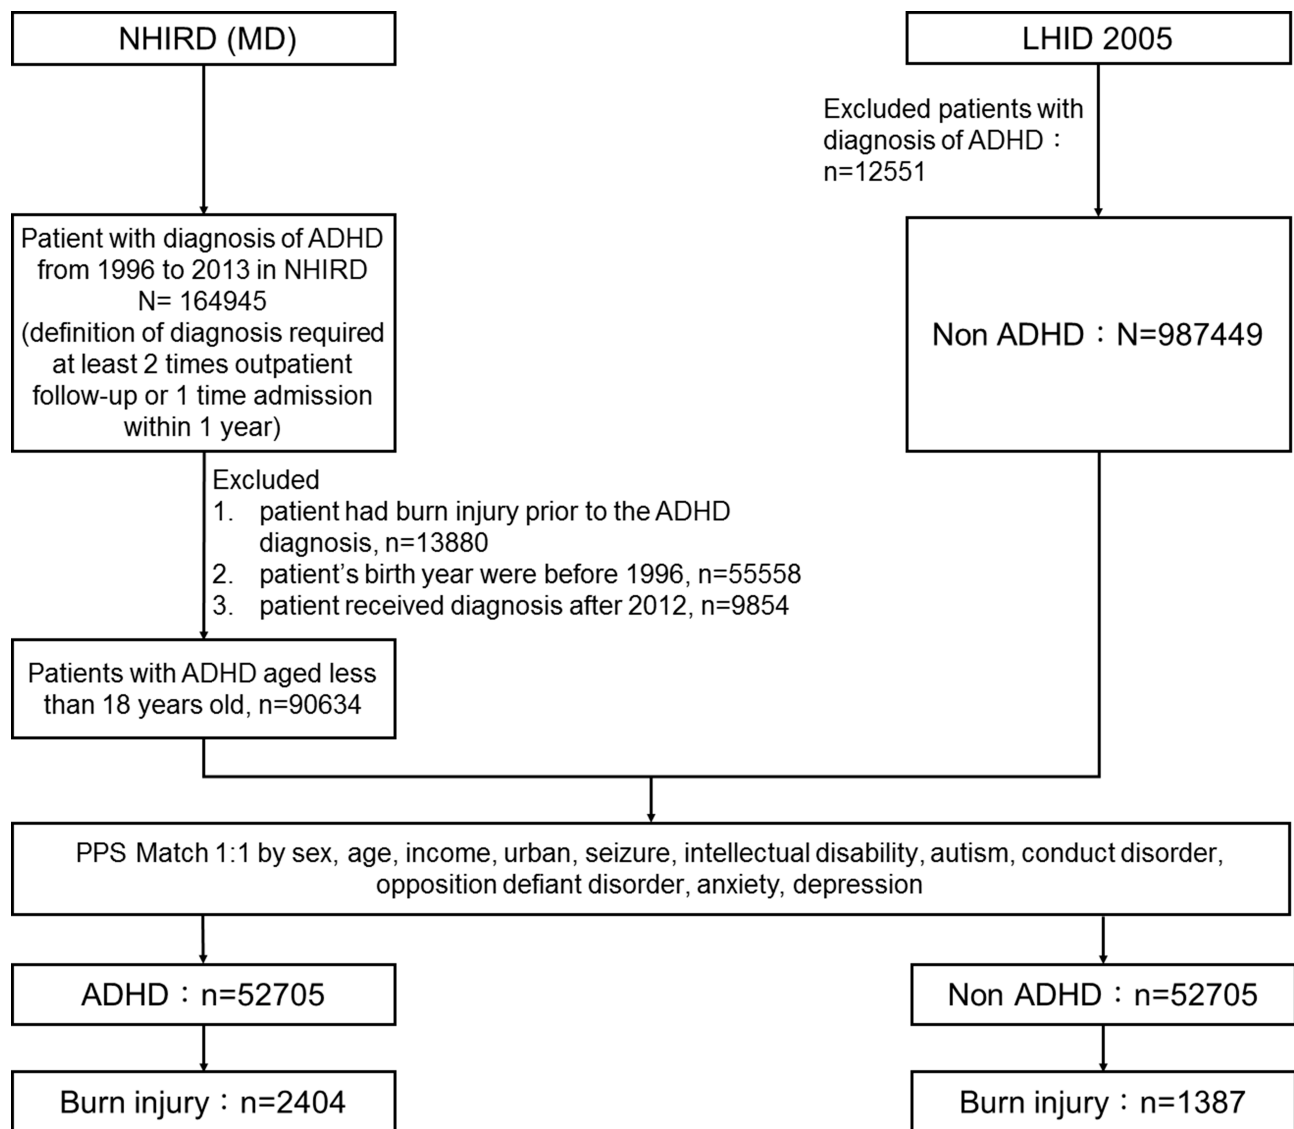 NHIRD (MD)
LHID 2005
Excluded patients with
diagnosis of ADHD：
n=12551
Patient with diagnosis of ADHD
from 1996 to 2013 in NHIRD
N= 164945
(definition of diagnosis required
at least 2 times outpatient
follow-up or 1 time admission
within 1 year)
Non ADHD：N=987449
Excluded
1. patient had burn injury prior to the ADHD
diagnosis, n=13880
2. patient's birth year were before 1996, n=55558
3. patient received diagnosis after 2012, n=9854
Patients with ADHD aged less
than 18 years old, n=90634
PPS Match 1:1 by sex, age, income, urban, seizure, intellectual disability, autism, conduct disorder,
opposition defiant disorder, anxiety, depression
ADHD：n=52705
Non ADHD：n=52705
Burn injury：n=2404
Burn injury：n=1387